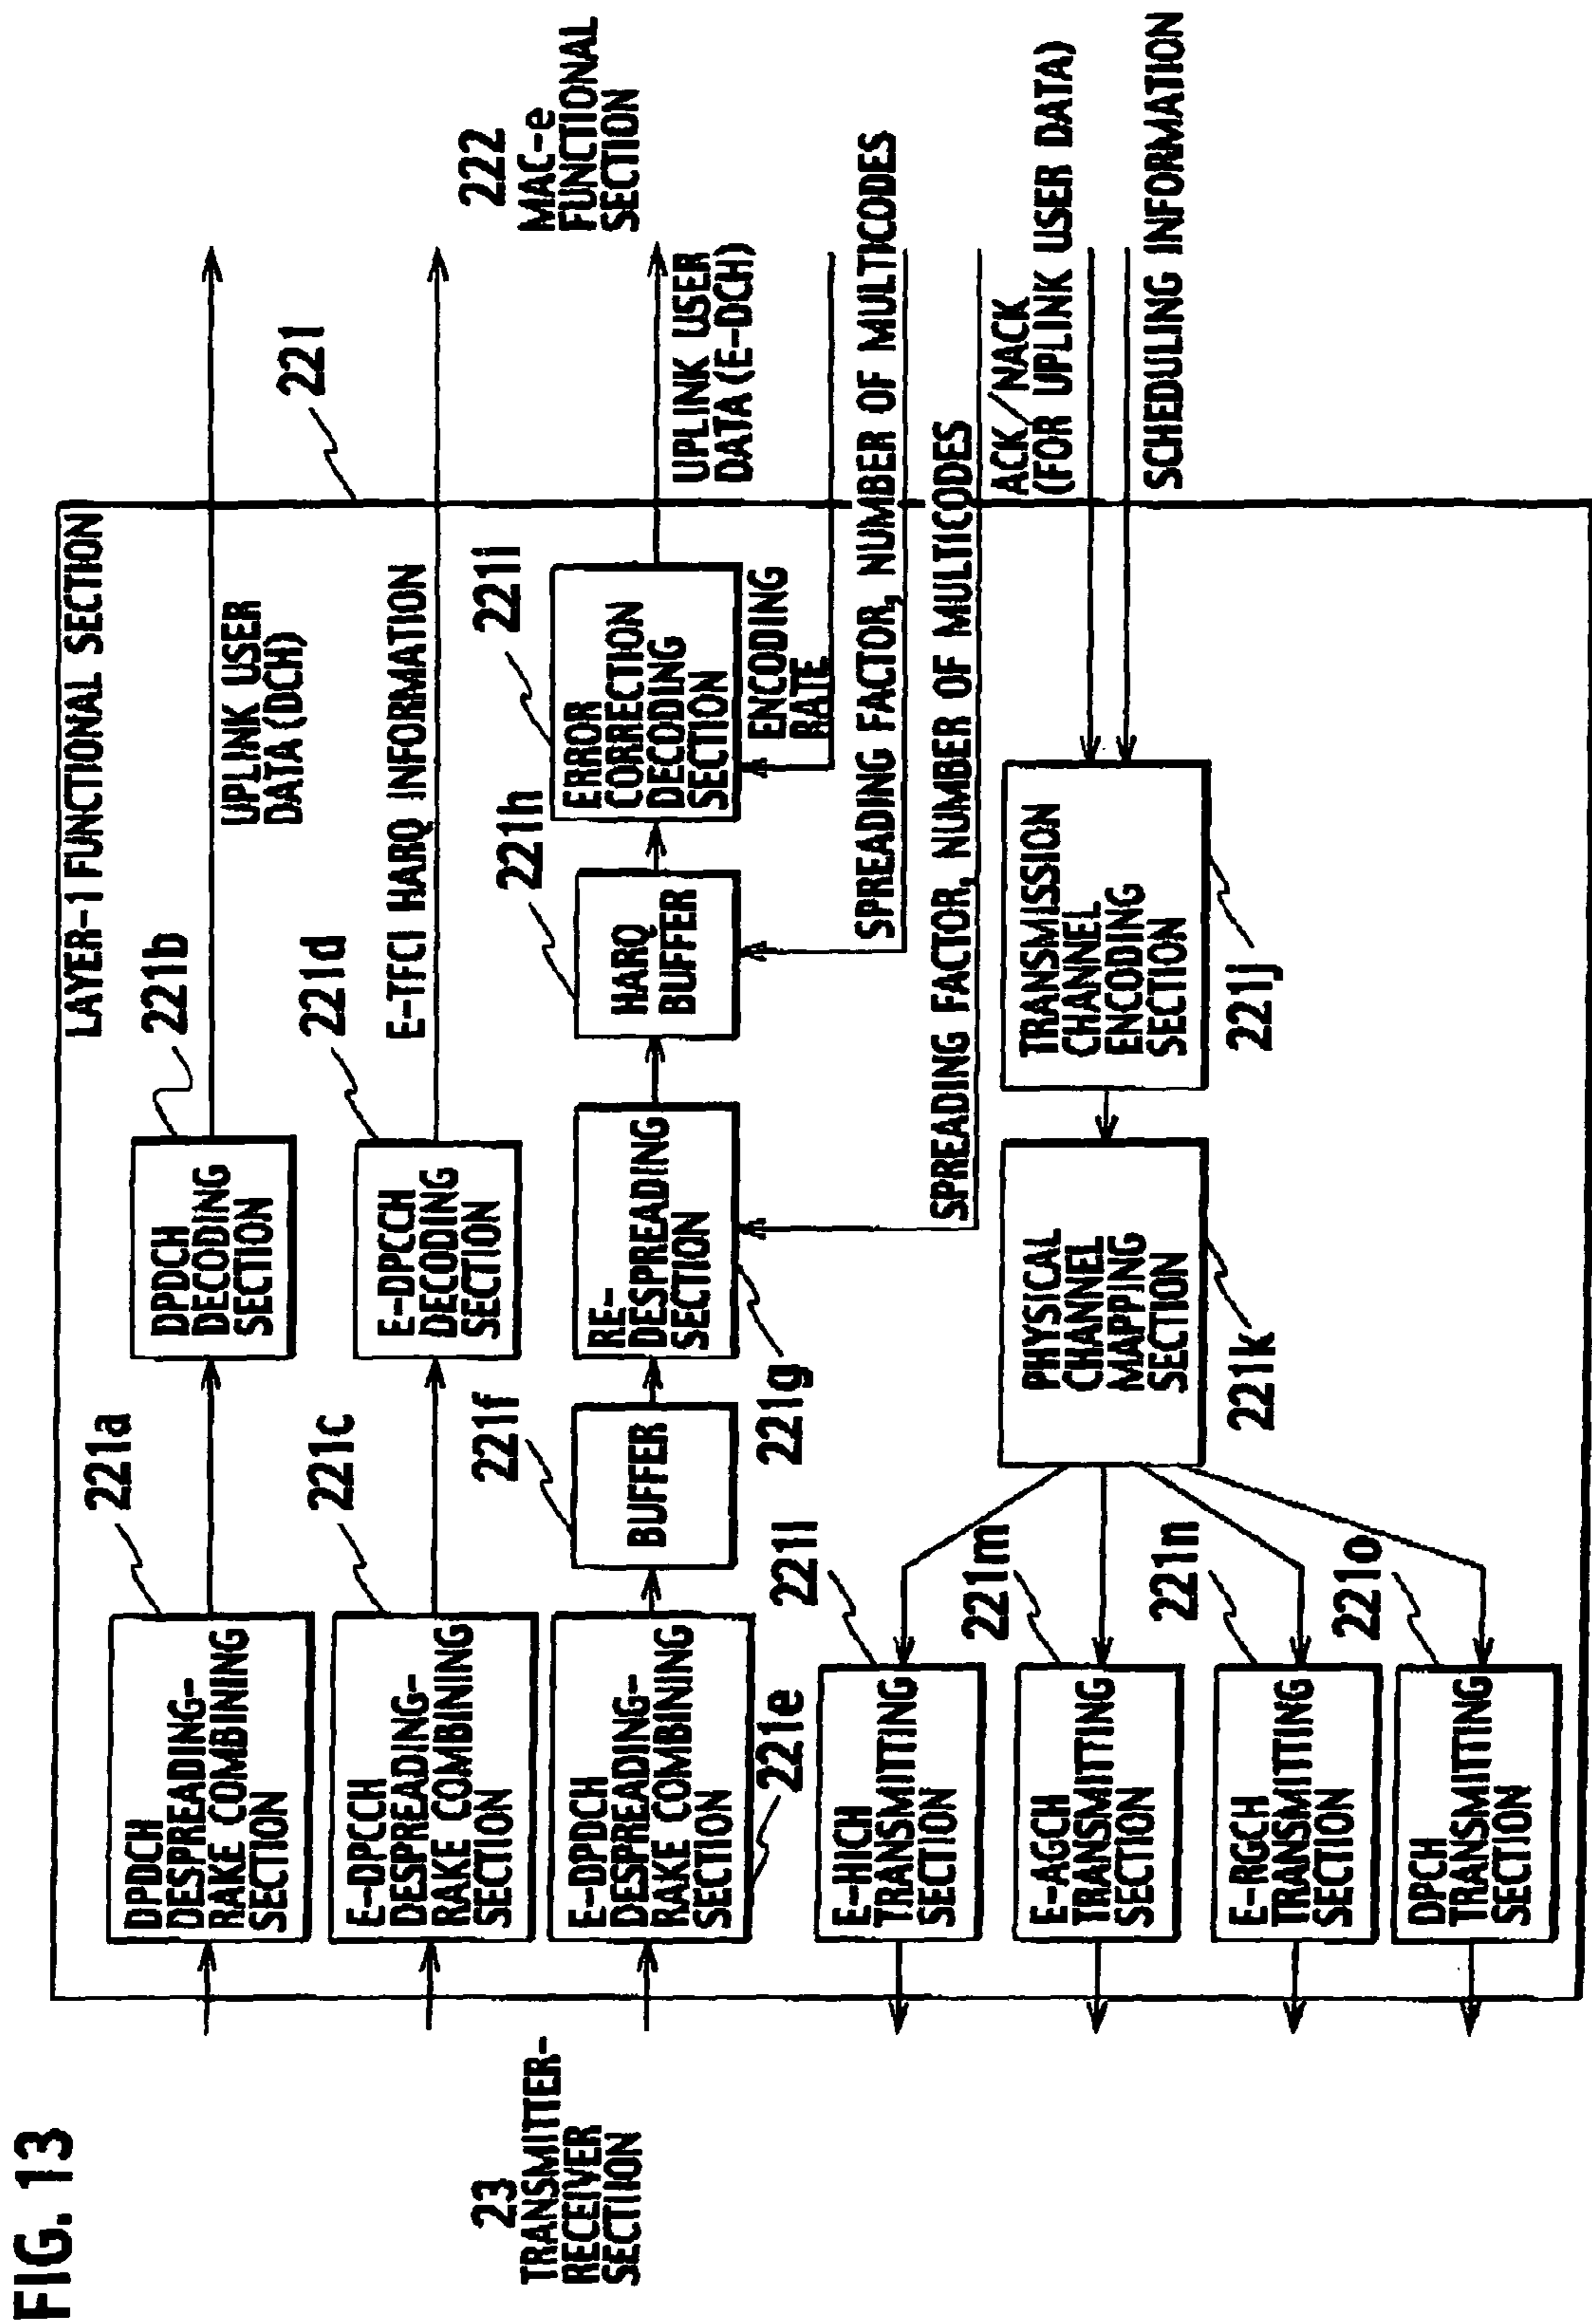 FIG. 13
LAYER-1 FUNCTIONAL SECTION
221
23
TRANSMITTER-
RECEIVER
SECTION
222
MAC-e
FUNCTIONAL
SECTION
DPDCH
DESPREADING-
RAKE COMBINING
SECTION
221a
DPDCH
DECODING
SECTION
221b
UPLINK USER
DATA (DCH)
E-DPCCH
DESPREADING-
RAKE COMBINING
SECTION
221c
E-DPCCH
DECODING
SECTION
221d
E-TFCI HARQ INFORMATION
E-DPDCH
DESPREADING-
RAKE COMBINING
SECTION
221e
BUFFER
221f
RE-
DESPREADING
SECTION
221g
HARQ
BUFFER
221h
ERROR
CORRECTION
DECODING
SECTION
221i
UPLINK USER
DATA (E-DCH)
ENCODING
RATE
SPREADING FACTOR, NUMBER OF MULTICODES
SPREADING FACTOR, NUMBER OF MULTICODES
ACK/NACK
(FOR UPLINK USER DATA)
SCHEDULING INFORMATION
E-HICH
TRANSMITTING
SECTION
221l
E-AGCH
TRANSMITTING
SECTION
221m
E-RGCH
TRANSMITTING
SECTION
221n
DPCH
TRANSMITTING
SECTION
221o
PHYSICAL
CHANNEL
MAPPING
SECTION
221k
TRANSMISSION
CHANNEL
ENCODING
SECTION
221j